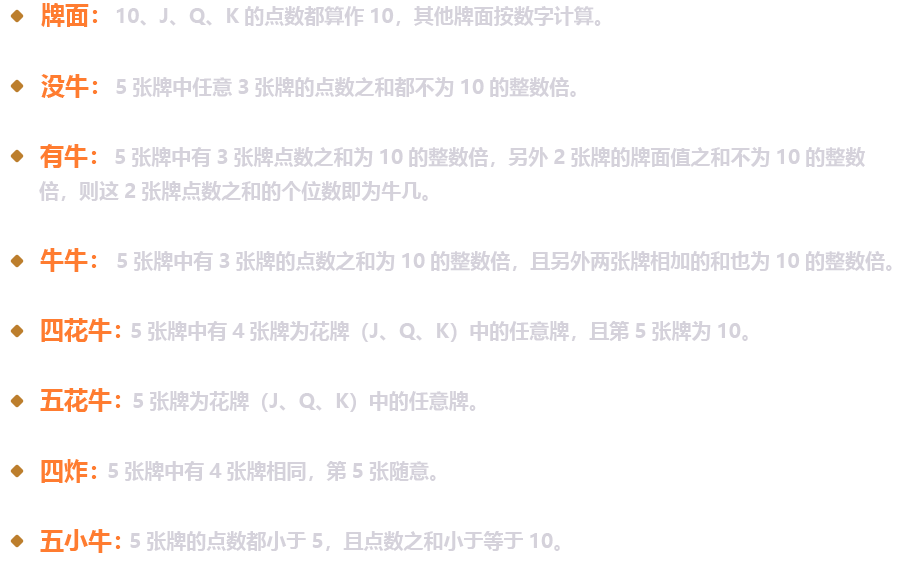 牌面：10、J、Q、K 的点数都算作 10，其他牌面按数字计算。
没牛：5 张牌中任意 3 张牌的点数之和都不为 10 的整数倍。
有牛：5 张牌中有 3 张牌点数之和为 10 的整数倍，另外 2 张牌的牌面值之和不为 10 的整数
倍，则这 2 张牌点数之和的个位数即为牛几。
牛牛：5 张牌中有 3 张牌的点数之和为 10 的整数倍，且另外两张牌相加的和也为 10 的整数倍。
四花牛：5 张牌中有 4 张牌为花牌（J、Q、K）中的任意牌，且第 5 张牌为 10。
五花牛：5 张牌为花牌（J、Q、K）中的任意牌。
四炸：5 张牌中有 4 张牌相同，第 5 张随意。
五小牛：5 张牌的点数都小于 5，且点数之和小于等于 10。